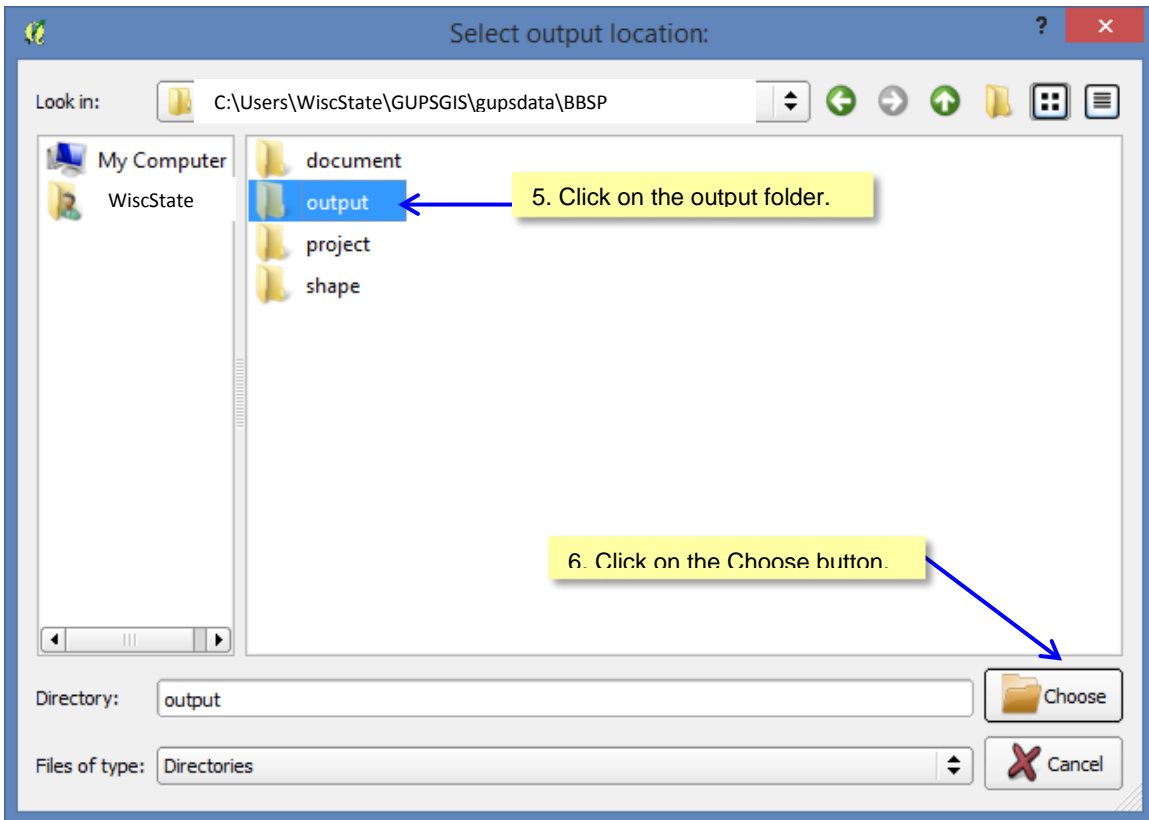 Select output location:
?
Look in:
C:\Users\WiscState\GUPSGIS\gupsdata\BBSP
My Computer
WiscState
document
output
project
shape
5. Click on the output folder.
6. Click on the Choose button.
Directory:
output
Choose
Files of type:
Directories
Cancel